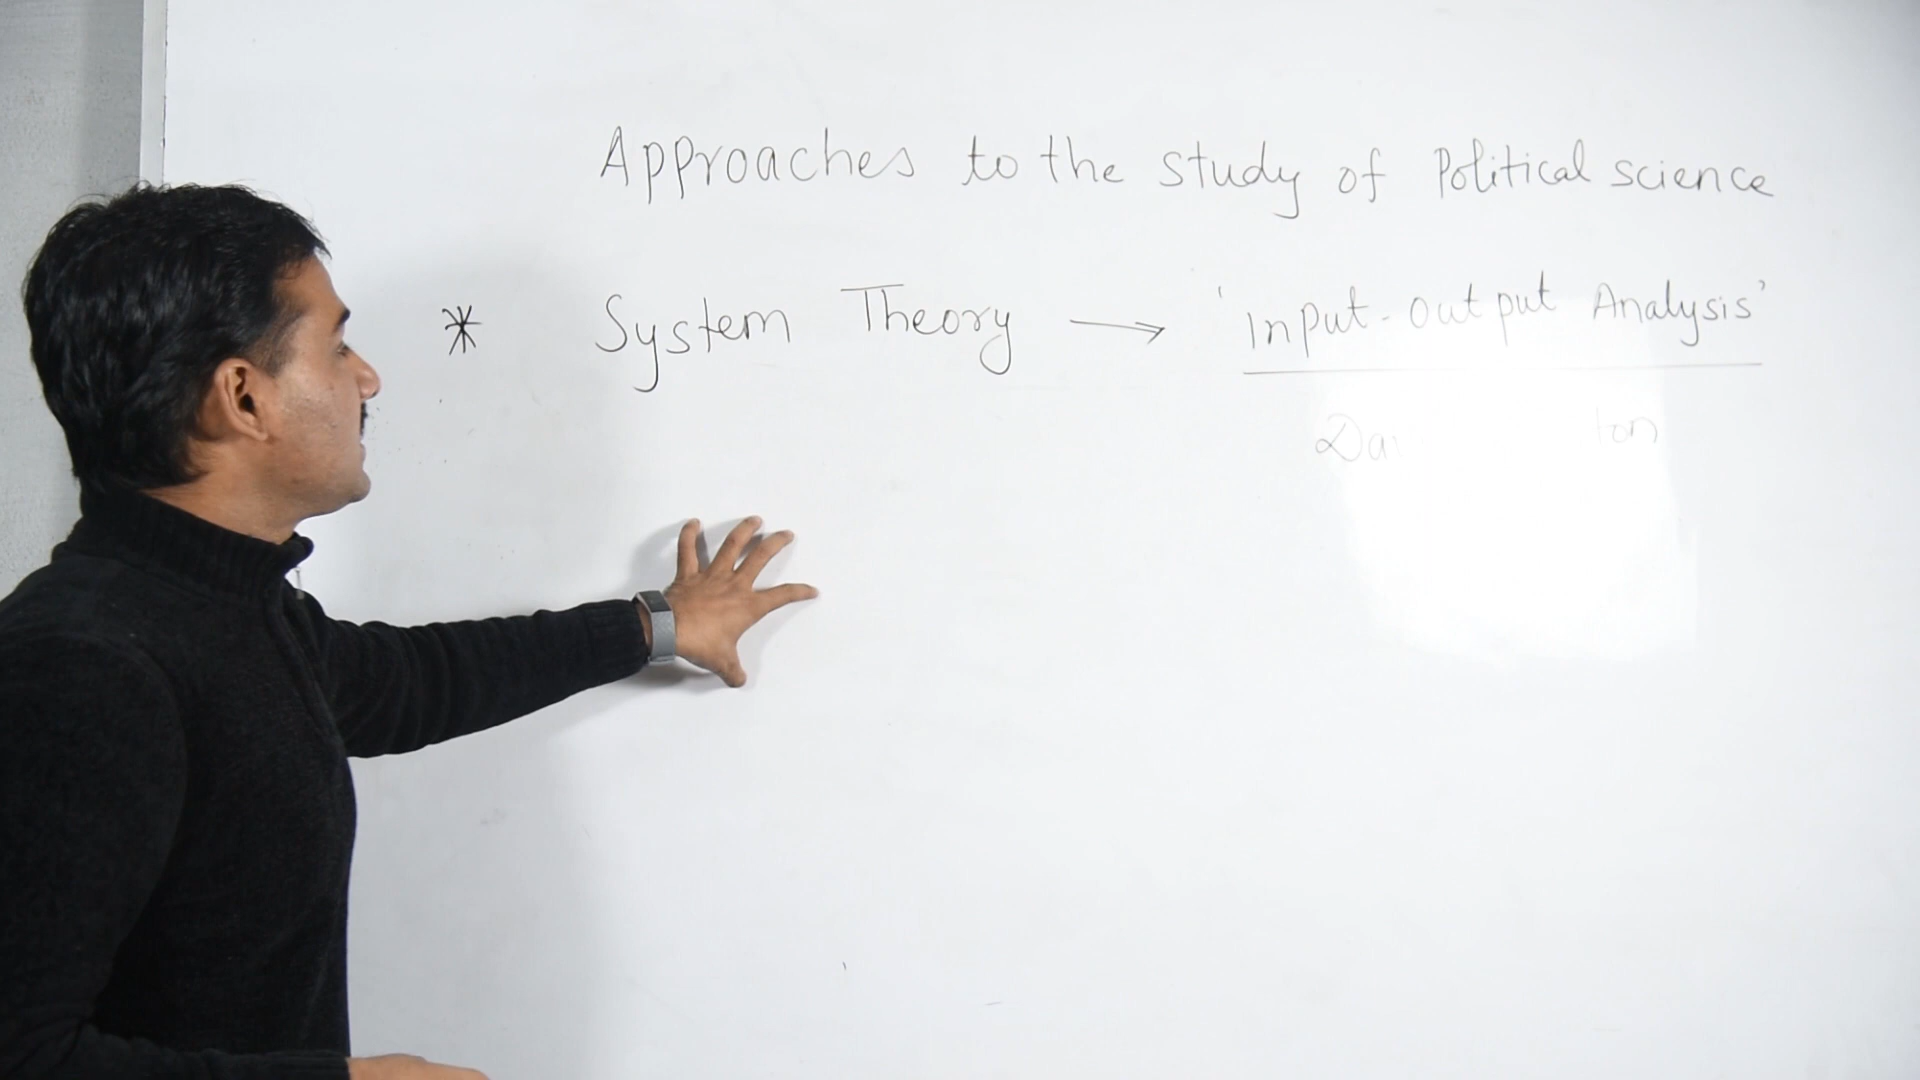 Approaches to the study of Political science
* System Theory → 'Input-output Analysis'